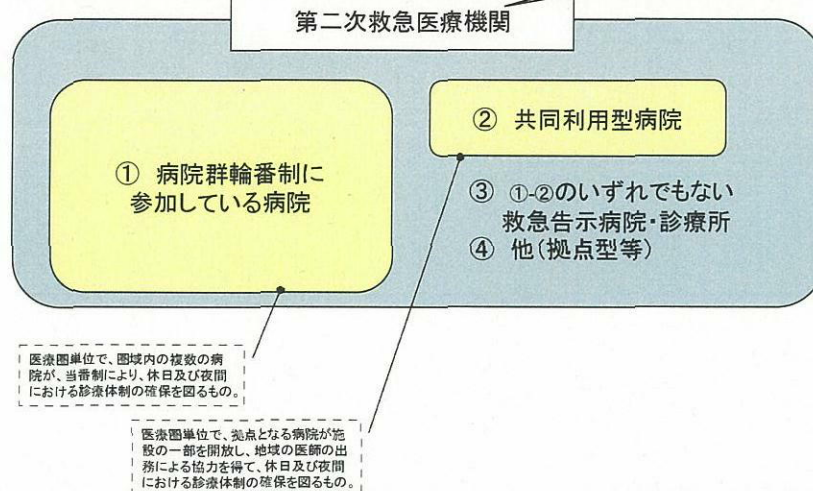 第二次救急医療機関
① 病院群輪番制に
参加している病院
② 共同利用型病院
③ ①-②のいずれでもない
救急告示病院・診療所
④ 他(拠点型等)
医療圏単位で、圏域内の複数の病
院が、当番制により、休日及び夜間
における診療体制の確保を図るもの。
医療圏単位で、拠点となる病院が施
設の一部を開放し、地域の医師の出
務による協力を得て、休日及び夜間
における診療体制の確保を図るもの。